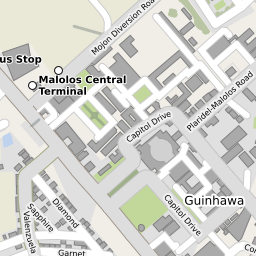 Mojon Diversion Road
us Stop
Malolos Central
Terminal
Plaridel-Malolos Road
Capitol Drive
Guinhawa
Capitol Drive
Diamond
Sapphire
Valenzuela
Garnet